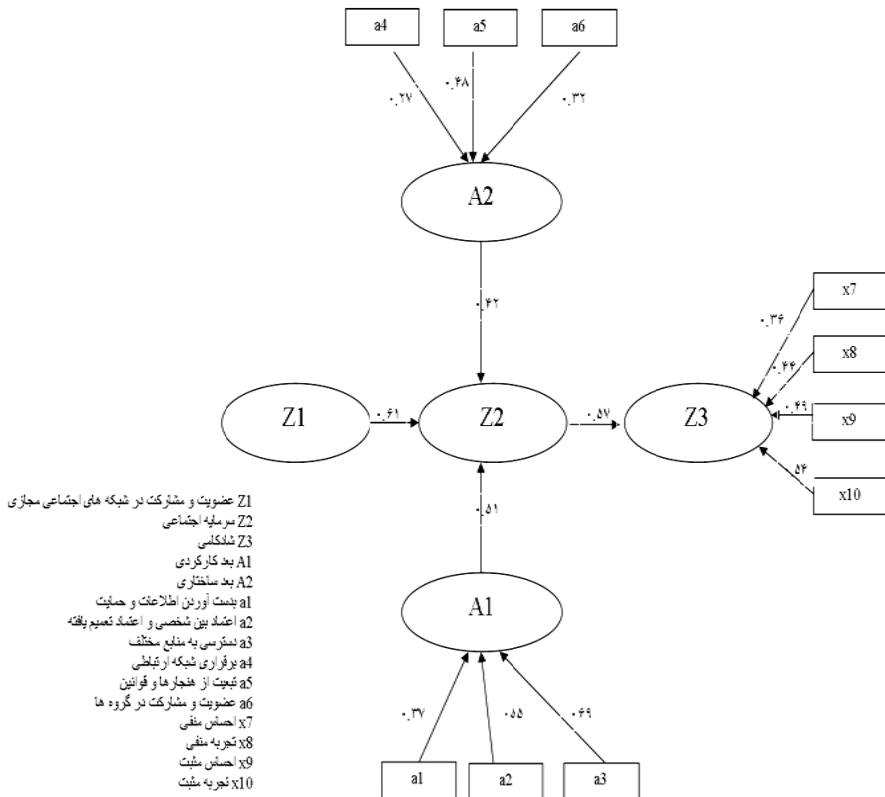 a4 a5 a6
۰.۲۷ ۰.۴۸ ۰.۳۲
A2
۰.۴۲
x7
۰.۳۶
x8
۰.۴۴
Z1 ۰.۶۱ Z2 ۰.۵۷ Z3 ۰.۴۹ x9
۰.۵۴ x10
۰.۵۱
A1
۰.۳۷ ۰.۵۵ ۰.۶۹
a1 a2 a3
Z1 عضویت و مشارکت در شبکه های اجتماعی مجازی
Z2 سرمایه اجتماعی
Z3 شادکامی
A1 بعد کارکردی
A2 بعد ساختاری
a1 بدست آوردن اطلاعات و حمایت
a2 اعتماد بین شخصی و اعتماد تعمیم یافته
a3 دسترسی به منابع مختلف
a4 برقراری شبکه ارتباطی
a5 تبعیت از هنجارها و قوانین
a6 عضویت و مشارکت در گروه ها
x7 احساس منفی
x8 تجربه منفی
x9 احساس مثبت
x10 تجربه مثبت